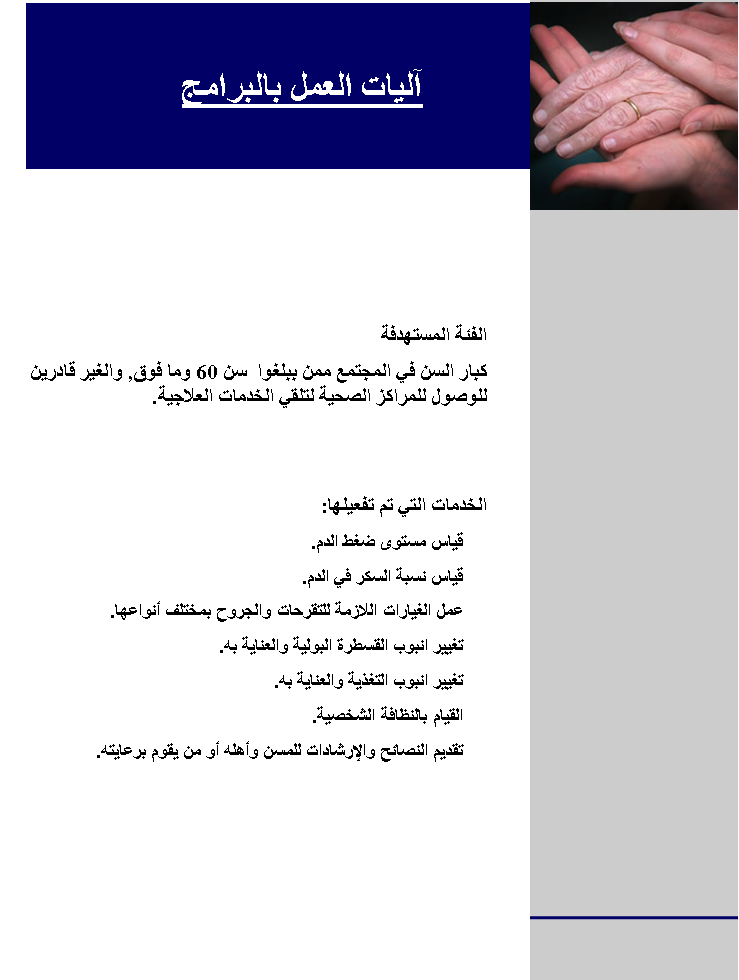 آليات العمل بالبرامج
الفئة المستهدفة
كبار السن في المجتمع ممن ببلغوا سن 60 وما فوق, والغير قادرين
للوصول للمراكز الصحية لتلقي الخدمات العلاجية.
الخدمات التي تم تفعيلها:
قياس مستوى ضغط الدم.
قياس نسبة السكر في الدم.
عمل الغيارات اللازمة للتقرحات والجروح بمختلف أنواعها.
تغيير انبوب القسطرة البولية والعناية به.
تغيير انبوب التغذية والعناية به.
القيام بالنظافة الشخصية.
تقديم النصائح والإرشادات للمسن وأهله أو من يقوم برعايته.